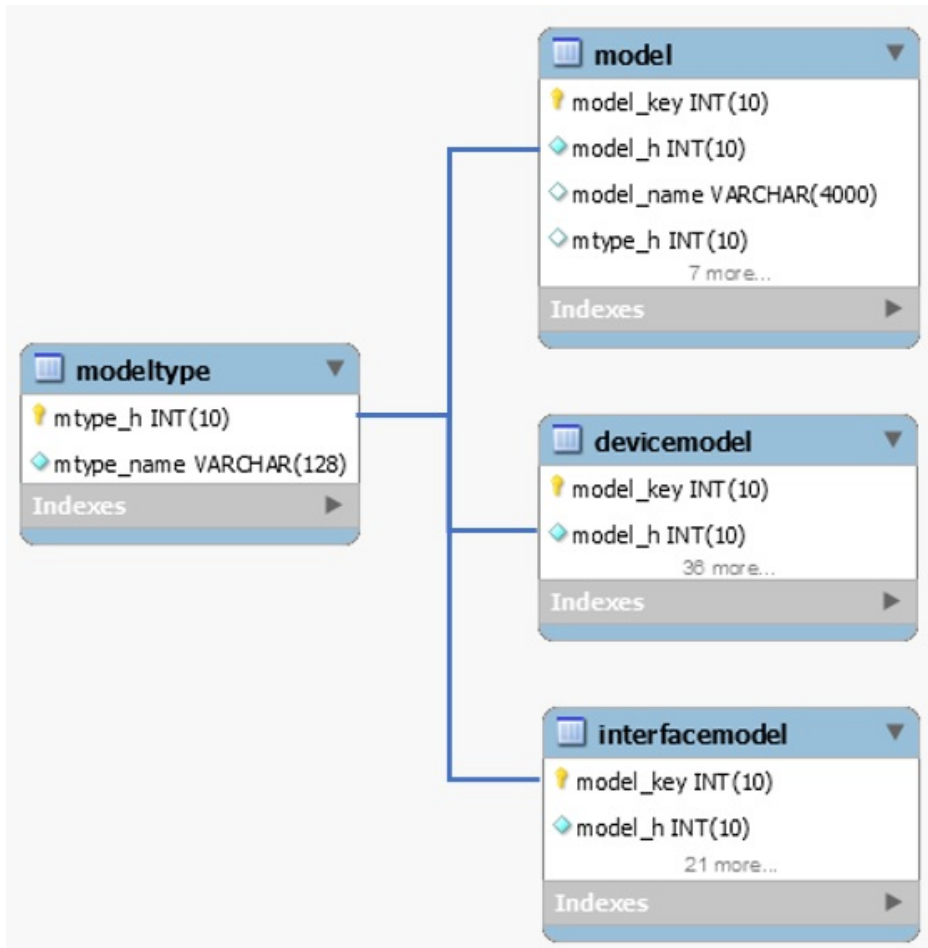 model
model_key INT(10)
model_h INT(10)
model_name VARCHAR(4000)
mtype_h INT(10)
7 more...
Indexes
modeltype
mtype_h INT(10)
mtype_name VARCHAR(128)
Indexes
devicemodel
model_key INT(10)
model_h INT(10)
36 more...
Indexes
interfacemodel
model_key INT(10)
model_h INT(10)
21 more...
Indexes